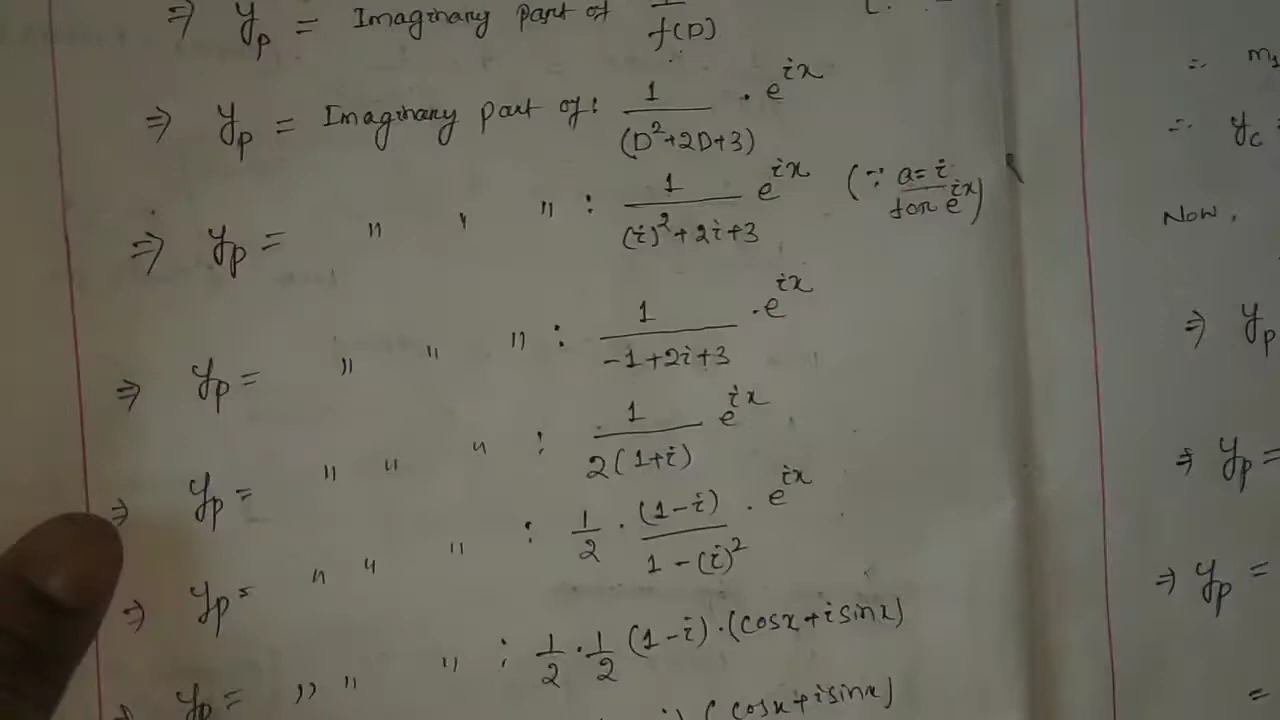 ⇒ yp = Imaginary part of 1/f(D)
⇒ yp = Imaginary part of: 1/(D²+2D+3) · e^ix
⇒ yp = " " " : 1/((i)²+2i+3) e^ix (∵ a=i for e^ix)
⇒ yp = " " " : 1/(-1+2i+3) · e^ix
⇒ yp = " " " : 1/(2(1+i)) e^ix
⇒ yp = " " " : 1/2 · (1-i)/(1-(i)²) · e^ix
⇒ yp = " " " : 1/2 · 1/2 (1-i) · (cosx+isinx)
(cosx+isinx)
∴ m₁
∴ yc =
Now,
⇒ yp
⇒ yp =
⇒ yp =
=